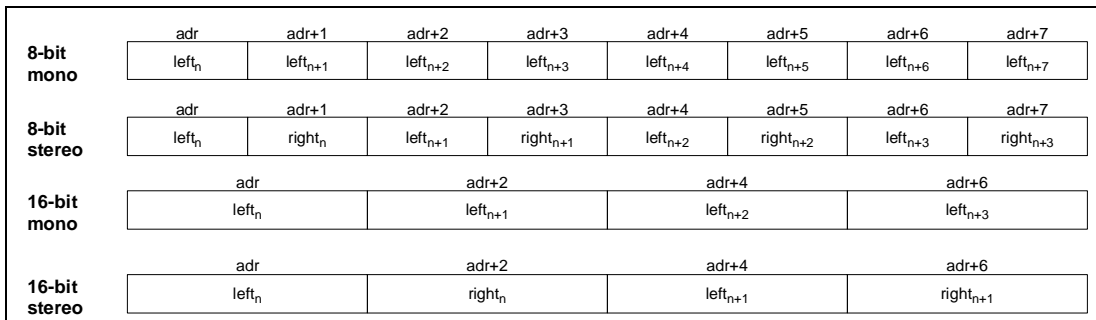 adr adr+1 adr+2 adr+3 adr+4 adr+5 adr+6 adr+7
8-bit mono
leftₙ leftₙ₊₁ leftₙ₊₂ leftₙ₊₃ leftₙ₊₄ leftₙ₊₅ leftₙ₊₆ leftₙ₊₇
adr adr+1 adr+2 adr+3 adr+4 adr+5 adr+6 adr+7
8-bit stereo
leftₙ rightₙ leftₙ₊₁ rightₙ₊₁ leftₙ₊₂ rightₙ₊₂ leftₙ₊₃ rightₙ₊₃
adr adr+2 adr+4 adr+6
16-bit mono
leftₙ leftₙ₊₁ leftₙ₊₂ leftₙ₊₃
adr adr+2 adr+4 adr+6
16-bit stereo
leftₙ rightₙ leftₙ₊₁ rightₙ₊₁